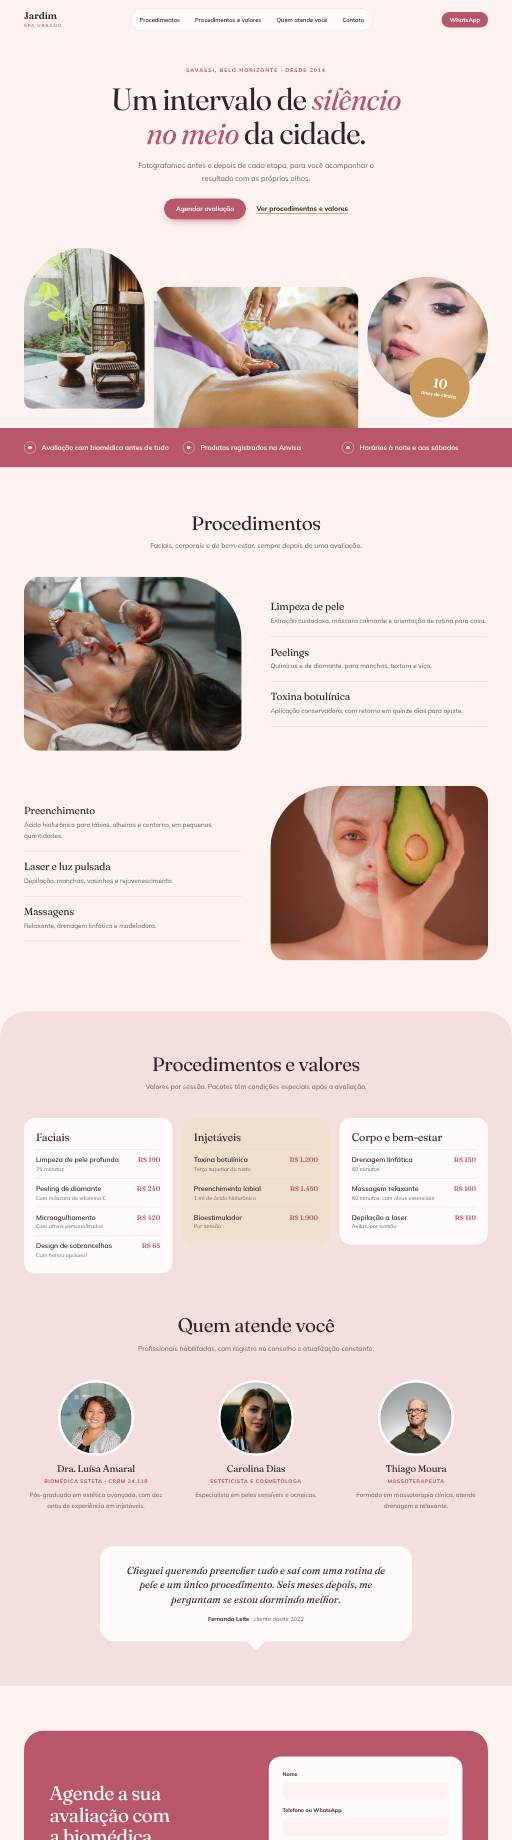 Jardim
SPA URBANO
Procedimentos
Procedimentos e valores
Quem atende você
Contato
WhatsApp
SAVASSI, BELO HORIZONTE · DESDE 2014
Um intervalo de silêncio
no meio da cidade.
Fotografamos antes e depois de cada etapa, para você acompanhar o
resultado com os próprios olhos.
Agendar avaliação
Ver procedimentos e valores
10
anos de clínica
Avaliação com biomédica antes de tudo
Produtos registrados na Anvisa
Horários à noite e aos sábados
Procedimentos
Faciais, corporais e de bem-estar, sempre depois de uma avaliação.
Limpeza de pele
Extração cuidadosa, máscara calmante e orientação de rotina para casa.
Peelings
Químicos e de diamante, para manchas, textura e viço.
Toxina botulínica
Aplicação conservadora, com retorno em quinze dias para ajuste.
Preenchimento
Ácido hialurônico para lábios, olheiras e contorno, em pequenas
quantidades.
Laser e luz pulsada
Depilação, manchas, vasinhos e rejuvenescimento.
Massagens
Relaxante, drenagem linfática e modeladora.
Procedimentos e valores
Valores por sessão. Pacotes têm condições especiais após a avaliação.
Faciais
Limpeza de pele profunda R$ 190
75 minutos
Peeling de diamante R$ 240
Com máscara de vitamina C
Microagulhamento R$ 420
Com ativos personalizados
Design de sobrancelhas R$ 65
Com henna opcional
Injetáveis
Toxina botulínica R$ 1.200
Terço superior do rosto
Preenchimento labial R$ 1.450
1 ml de ácido hialurônico
Bioestimulador R$ 1.900
Por sessão
Corpo e bem-estar
Drenagem linfática R$ 150
60 minutos
Massagem relaxante R$ 160
60 minutos, com óleos essenciais
Depilação a laser R$ 110
Axilas, por sessão
Quem atende você
Profissionais habilitadas, com registro no conselho e atualização constante.
Dra. Luísa Amaral
BIOMÉDICA ESTETA · CRBM 24.118
Pós-graduada em estética avançada, com dez
anos de experiência em injetáveis.
Carolina Dias
ESTETICISTA E COSMETÓLOGA
Especialista em peles sensíveis e acneicas.
Thiago Moura
MASSOTERAPEUTA
Formado em massoterapia clínica, atende
drenagem e relaxante.
Cheguei querendo preencher tudo e saí com uma rotina de
pele e um único procedimento. Seis meses depois, me
perguntam se estou dormindo melhor.
Fernanda Leite · cliente desde 2022
Agende a sua
avaliação com
a biomédica
Nome
Telefone ou WhatsApp